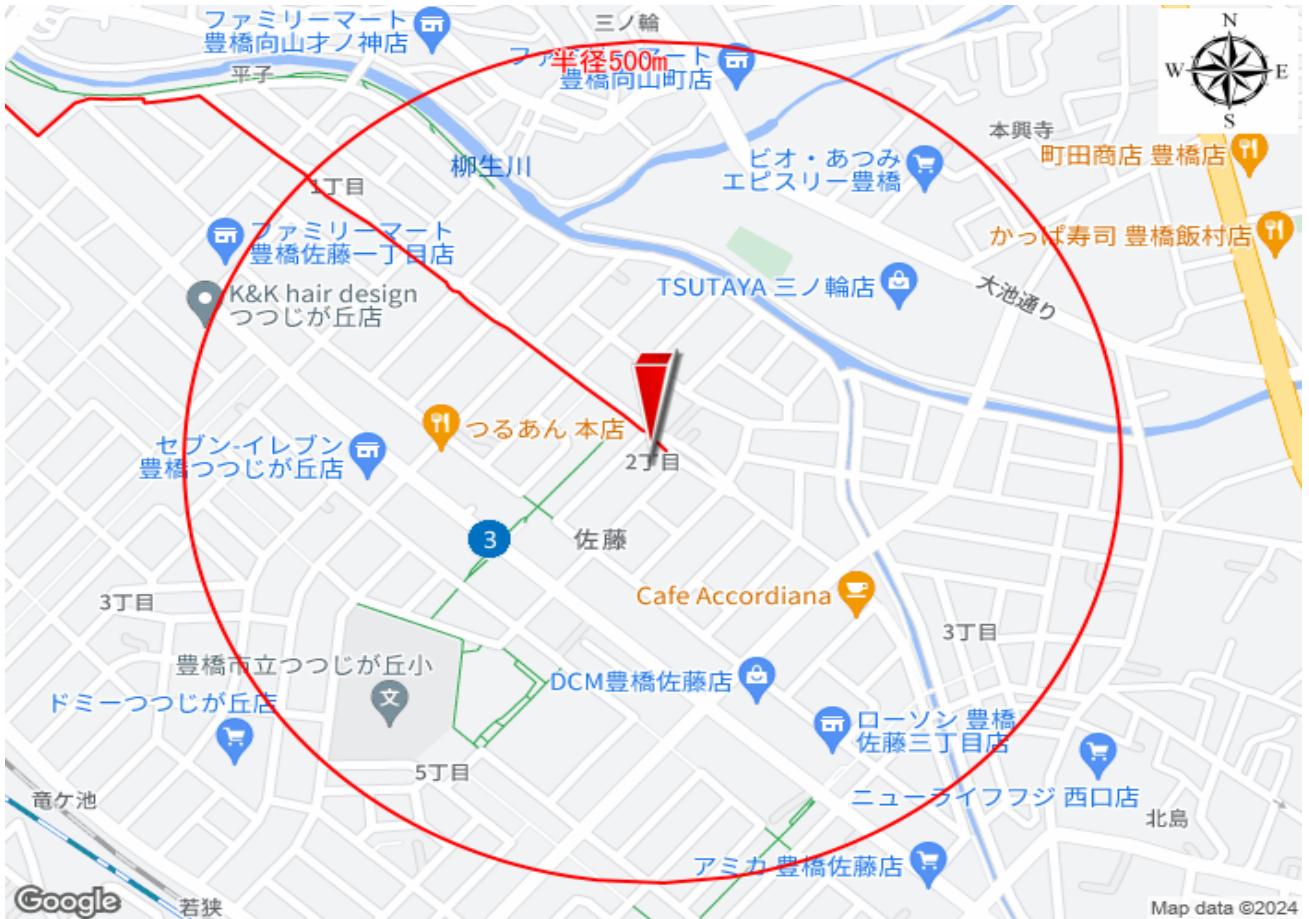 ファミリーマート
豊橋向山才ノ神店
三ノ輪
N
W
E
S
平子
ファミリーマート
豊橋向山町店
半径500m
本興寺
町田商店 豊橋店
柳生川
ビオ・あつみ
エピスリー豊橋
1丁目
ファミリーマート
豊橋佐藤一丁目店
かっぱ寿司 豊橋飯村店
K&K hair design
つつじが丘店
TSUTAYA 三ノ輪店
大池通り
つるあん 本店
セブン-イレブン
豊橋つつじが丘店
2丁目
3
佐藤
3丁目
Cafe Accordiana
3丁目
豊橋市立つつじが丘小
文
ドミーつつじが丘店
DCM豊橋佐藤店
ローソン 豊橋
佐藤三丁目店
5丁目
竜ケ池
ニューライフフジ 西口店
北島
アミカ 豊橋佐藤店
Google
若狭
Map data ©2024